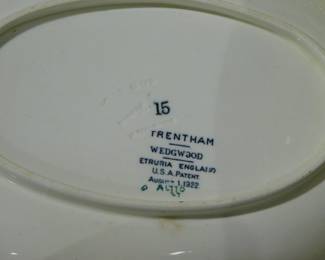 15
TRENTHAM
WEDGWOOD
ETRURIA ENGLAND
U.S.A. PATENT
AUGUST 1, 1922